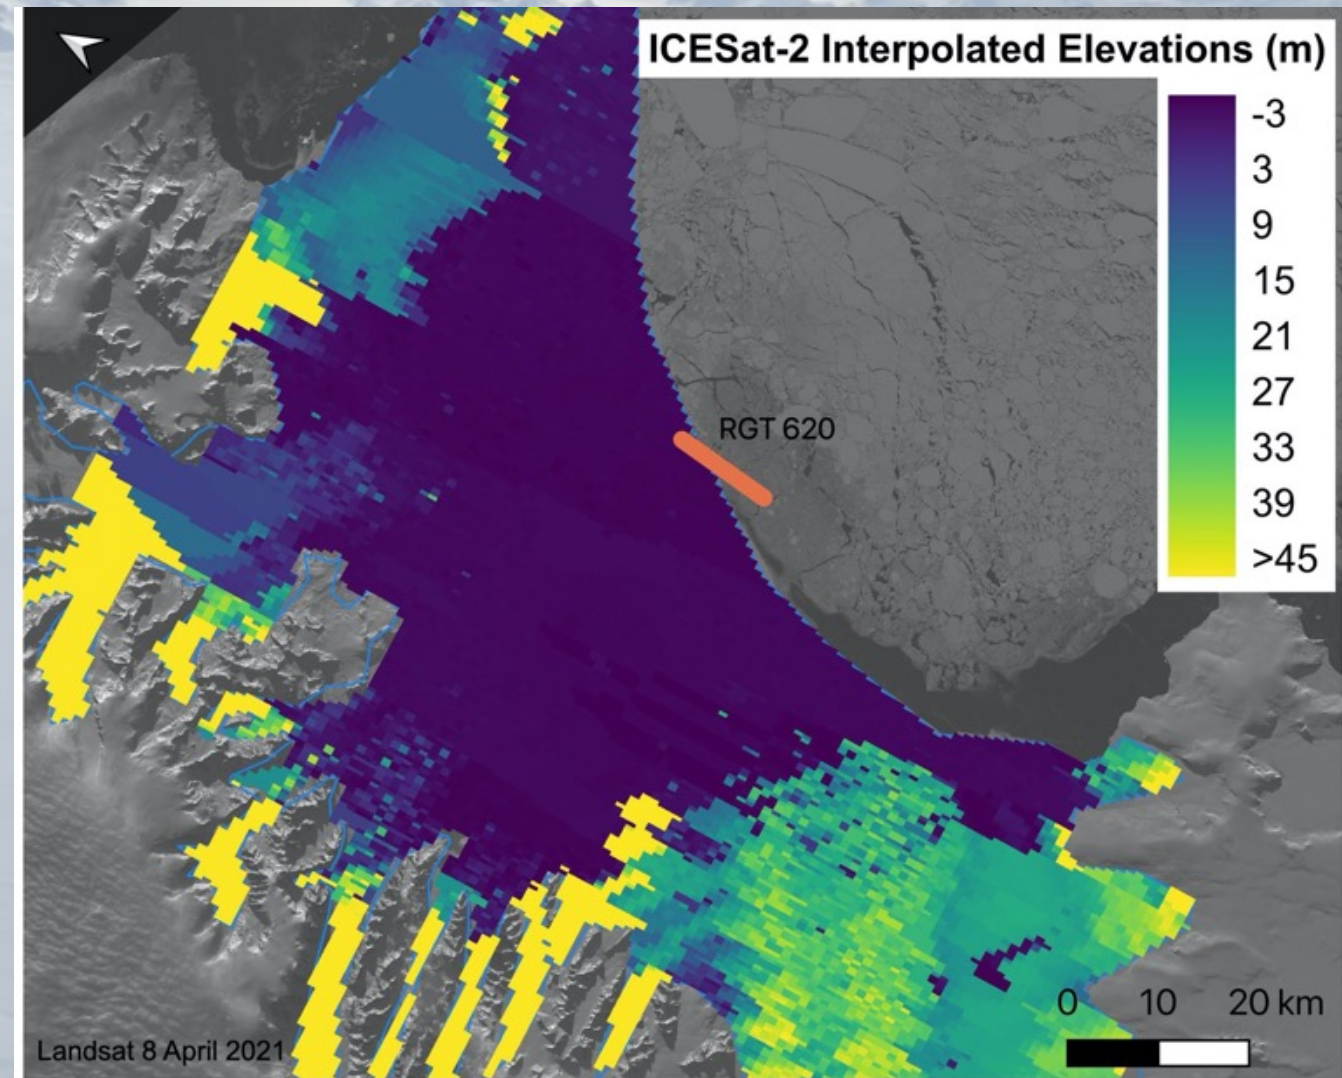 ICESat-2 Interpolated Elevations (m)
-3
3
9
15
21
27
33
39
>45
RGT 620
0 10 20 km
Landsat 8 April 2021